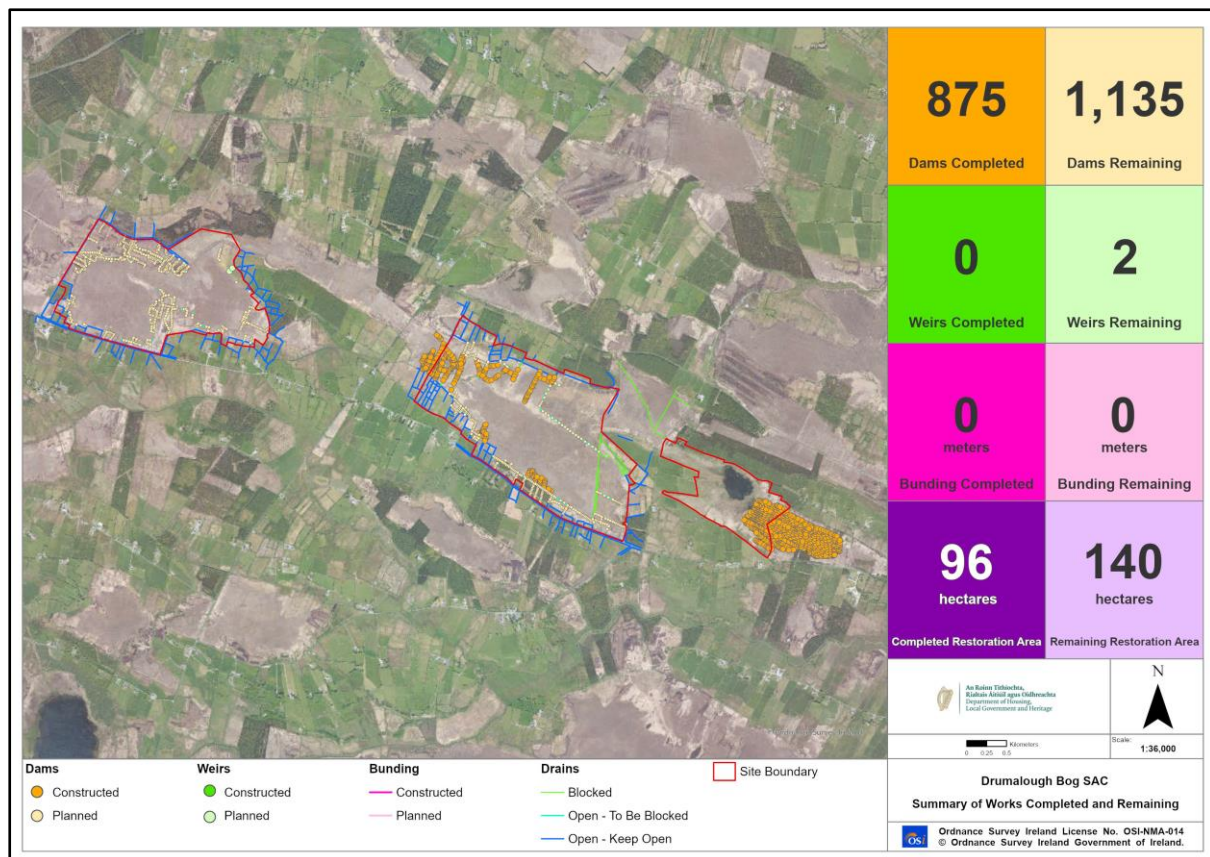 875
Dams Completed
1,135
Dams Remaining
0
Weirs Completed
2
Weirs Remaining
0
meters
Bunding Completed
0
meters
Bunding Remaining
96
hectares
Completed Restoration Area
140
hectares
Remaining Restoration Area
An Roinn Tithíochta,
Rialtais Áitiúil agus Oidhreachta
Department of Housing,
Local Government and Heritage
N
Kilometers
0 0.25 0.5
Scale:
1:36,000
Drumalough Bog SAC
Summary of Works Completed and Remaining
OSi
Ordnance Survey Ireland License No. OSI-NMA-014
© Ordnance Survey Ireland Government of Ireland.
Dams
Constructed
Planned
Weirs
Constructed
Planned
Bunding
Constructed
Planned
Drains
Blocked
Open - To Be Blocked
Open - Keep Open
Site Boundary